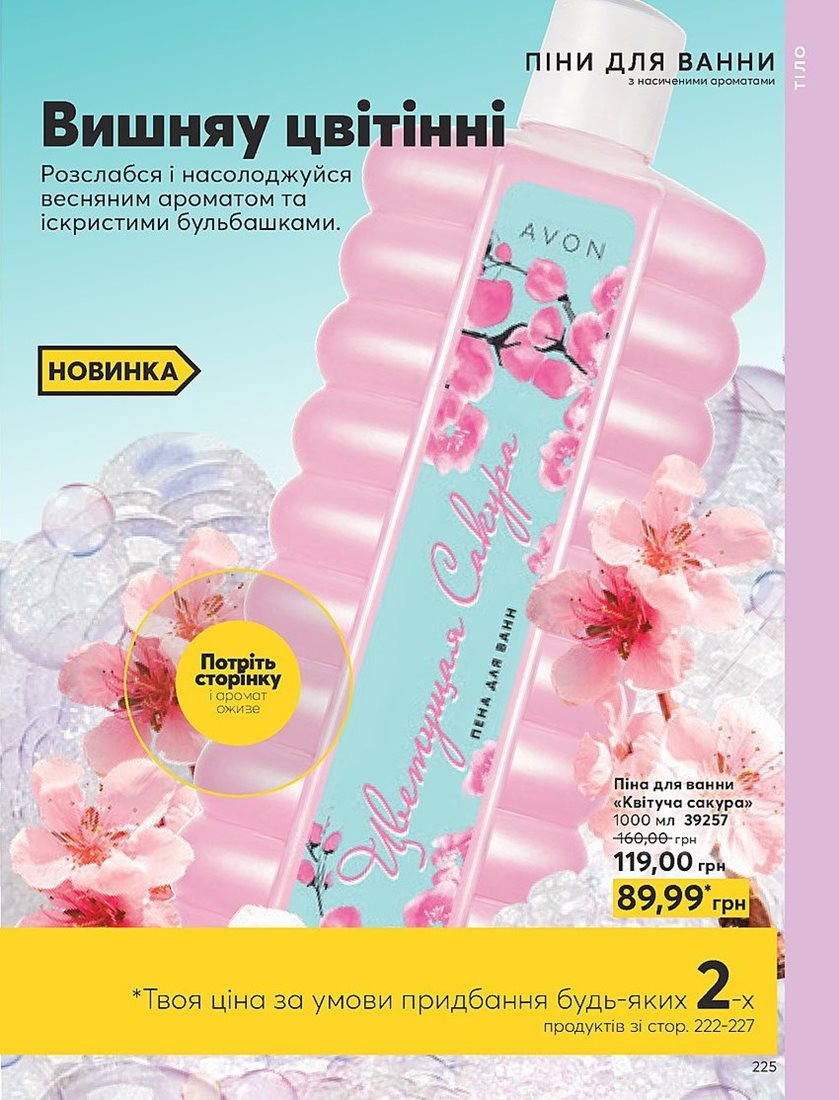 ПІНИ ДЛЯ ВАННИ
з насиченими ароматами
ТІЛО
Вишняу цвітінні
Розслабся і насолоджуйся
весняним ароматом та
іскристими бульбашками.
НОВИНКА
AVON
Цветущая Сакура
ПЕНА ДЛЯ ВАНН
Потріть
сторінку
і аромат
оживе
Піна для ванни
«Квітуча сакура»
1000 мл 39257
160,00 грн
119,00 грн
89,99* грн
*Твоя ціна за умови придбання будь-яких 2-х
продуктів зі стор. 222-227
225